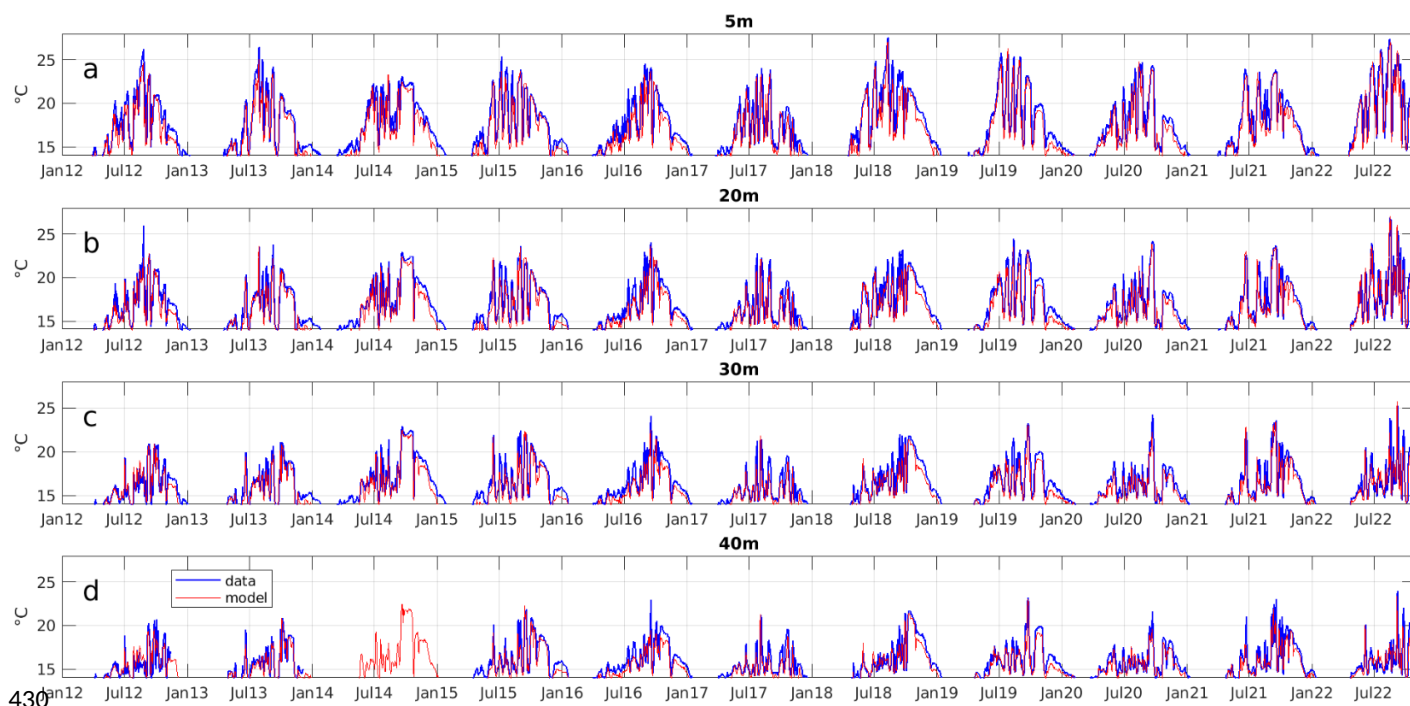 5m
a
25
20
15
°C
Jan12 Jul12 Jan13 Jul13 Jan14 Jul14 Jan15 Jul15 Jan16 Jul16 Jan17 Jul17 Jan18 Jul18 Jan19 Jul19 Jan20 Jul20 Jan21 Jul21 Jan22 Jul22
20m
b
25
20
15
°C
Jan12 Jul12 Jan13 Jul13 Jan14 Jul14 Jan15 Jul15 Jan16 Jul16 Jan17 Jul17 Jan18 Jul18 Jan19 Jul19 Jan20 Jul20 Jan21 Jul21 Jan22 Jul22
30m
c
25
20
15
°C
Jan12 Jul12 Jan13 Jul13 Jan14 Jul14 Jan15 Jul15 Jan16 Jul16 Jan17 Jul17 Jan18 Jul18 Jan19 Jul19 Jan20 Jul20 Jan21 Jul21 Jan22 Jul22
40m
d
data
model
25
20
15
°C
Jan12 Jul12 Jan13 Jul13 Jan14 Jul14 Jan15 Jul15 Jan16 Jul16 Jan17 Jul17 Jan18 Jul18 Jan19 Jul19 Jan20 Jul20 Jan21 Jul21 Jan22 Jul22
430